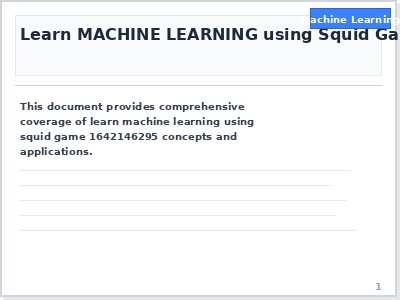 achine Learning
Learn MACHINE LEARNING using Squid Ga
This document provides comprehensive
coverage of learn machine learning using
squid game 1642146295 concepts and
applications.
1